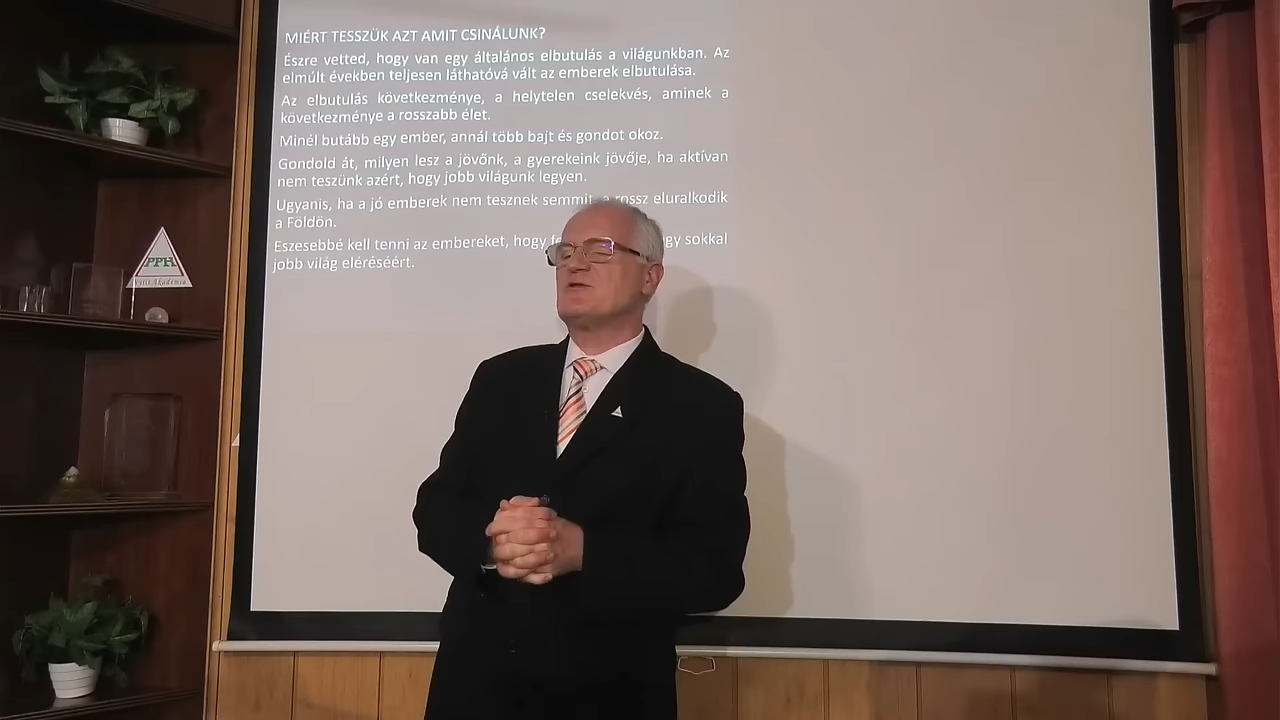 MIÉRT TESSZÜK AZT AMIT CSINÁLUNK?
Észre vetted, hogy van egy általános elbutulás a világunkban. Az
elmúlt években teljesen láthatóvá vált az emberek elbutulása.
Az elbutulás következménye, a helytelen cselekvés, aminek a
következménye a rosszabb élet.
Minél butább egy ember, annál több bajt és gondot okoz.
Gondold át, milyen lesz a jövőnk, a gyerekeink jövője, ha aktívan
nem teszünk azért, hogy jobb világunk legyen.
Ugyanis, ha a jó emberek nem tesznek semmit, a rossz eluralkodik
a Földön.
Eszesebbé kell tenni az embereket, hogy sokkal
jobb világ eléréséért.
PFH
Nyílt Akadémia